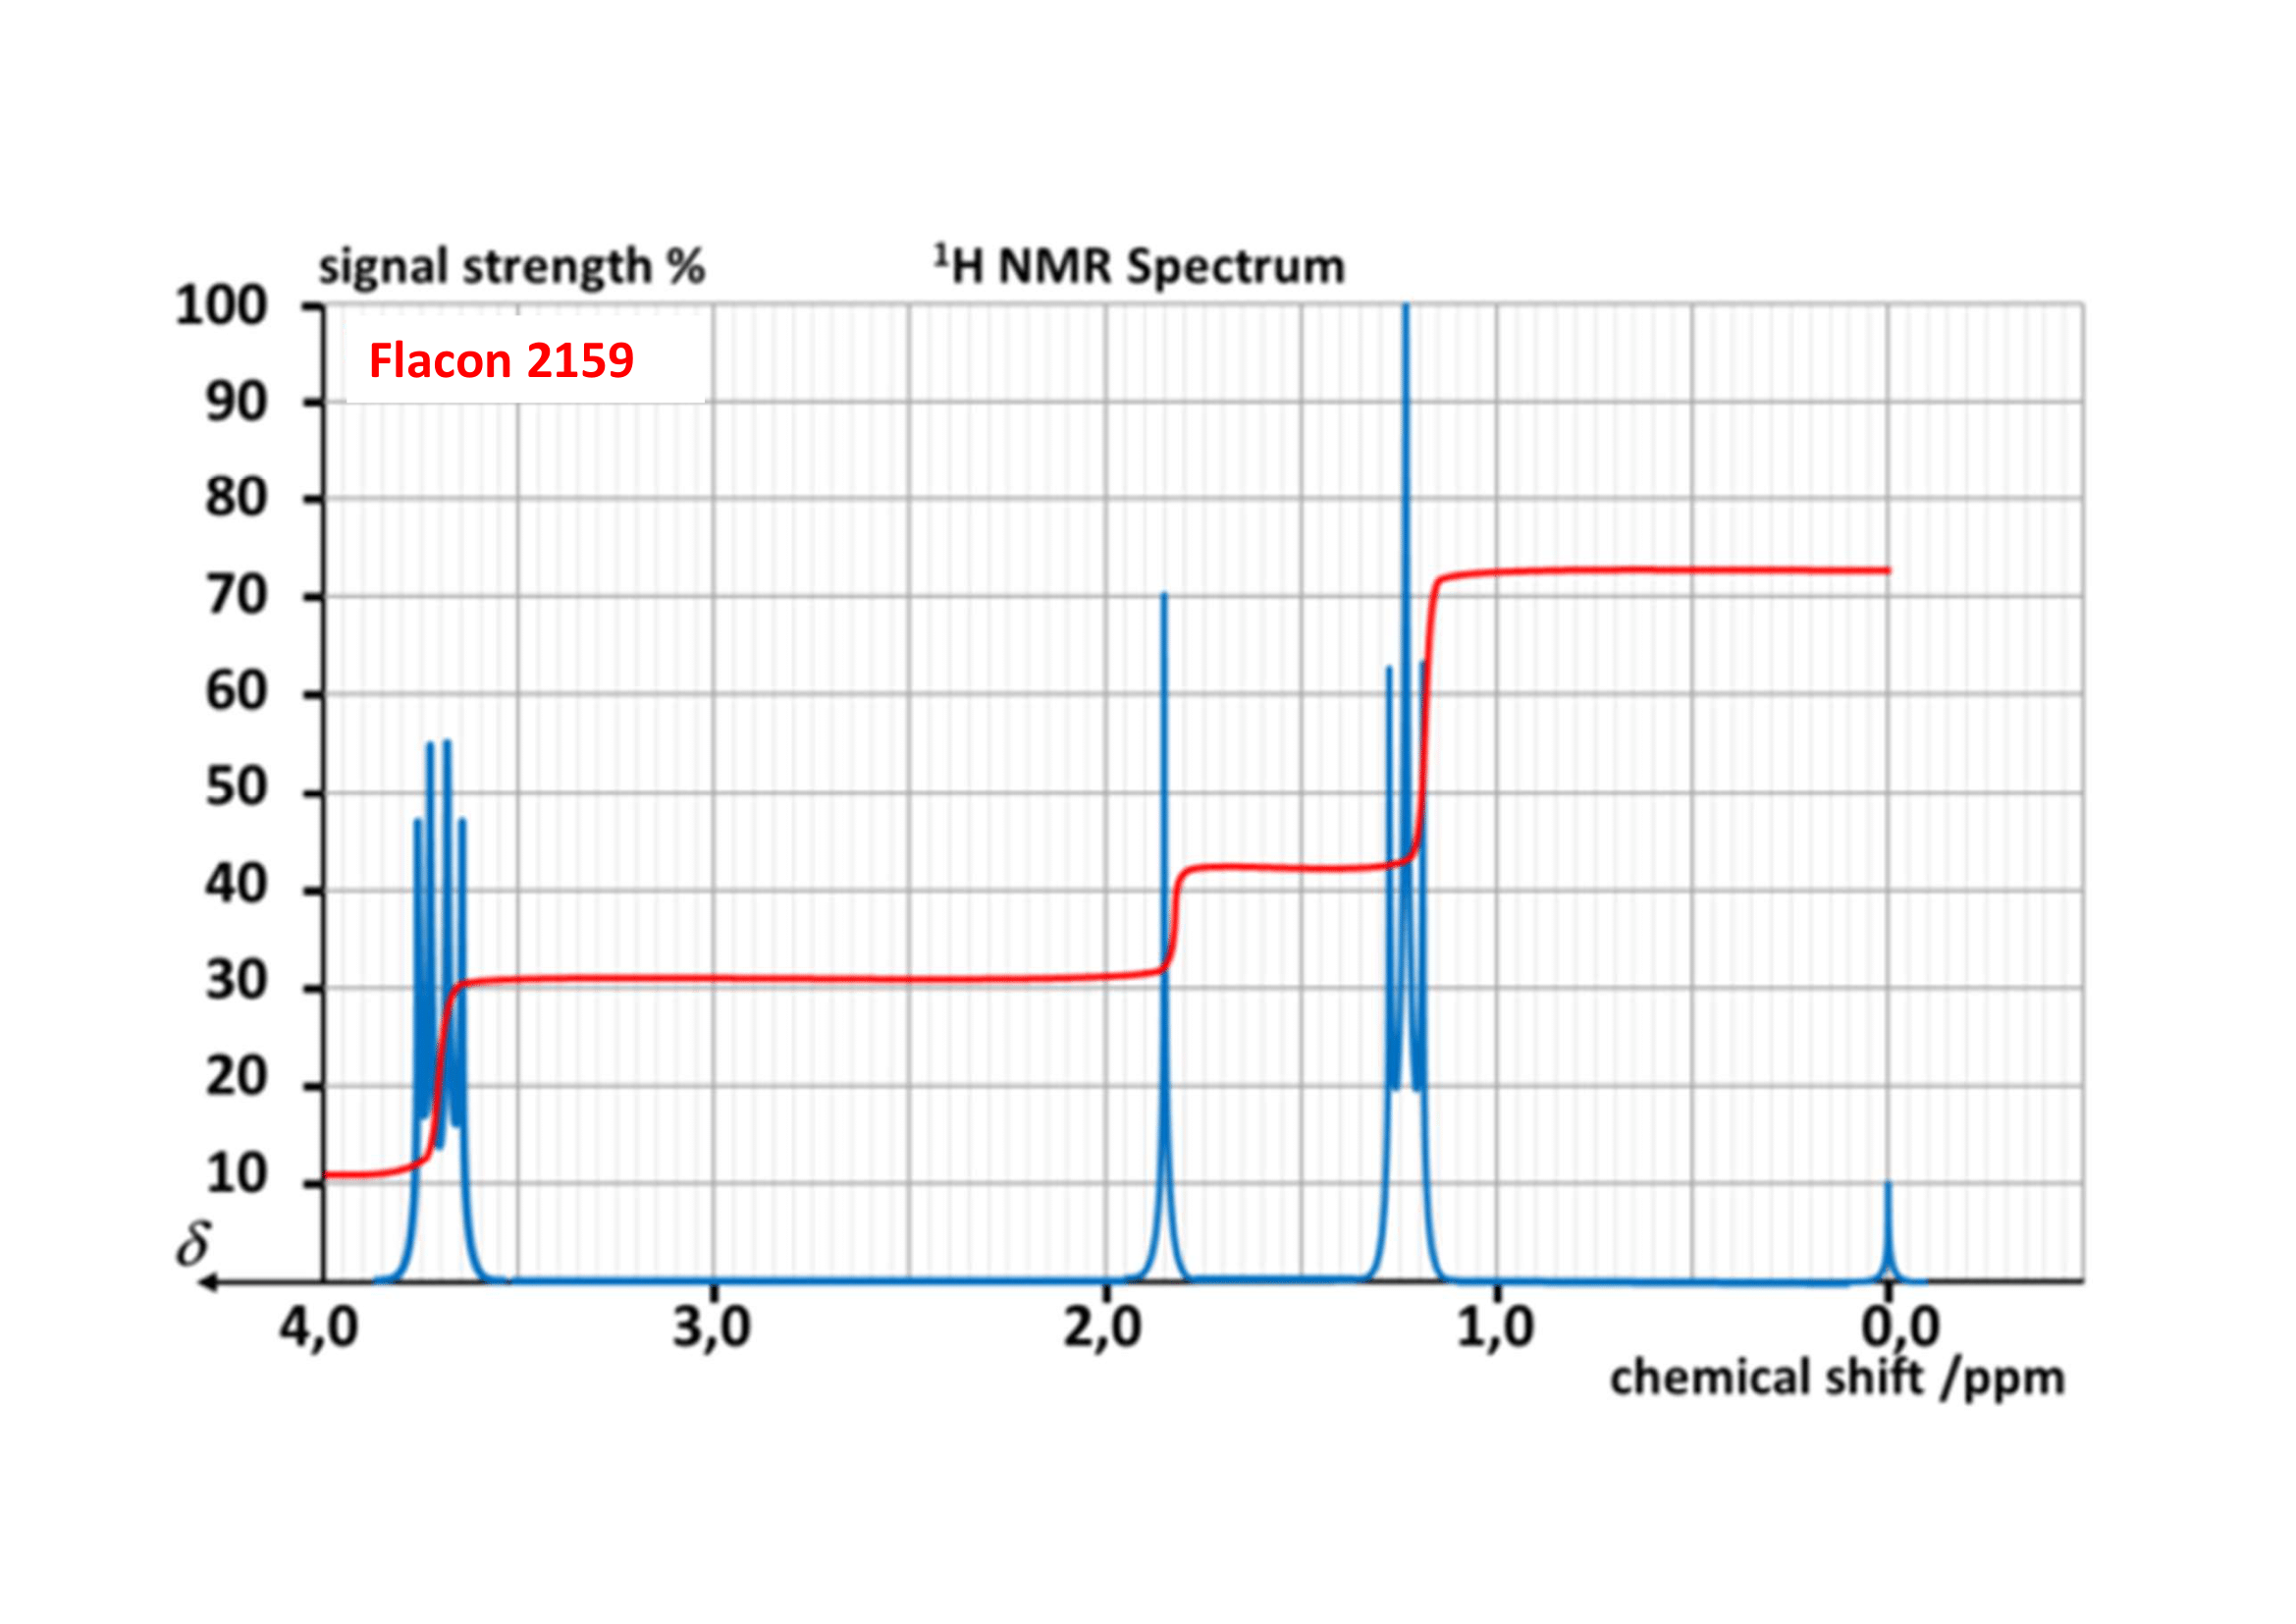 signal strength %
¹H NMR Spectrum
100
Flacon 2159
90
80
70
60
50
40
30
20
10
δ
4,0 3,0 2,0 1,0 0,0
chemical shift /ppm